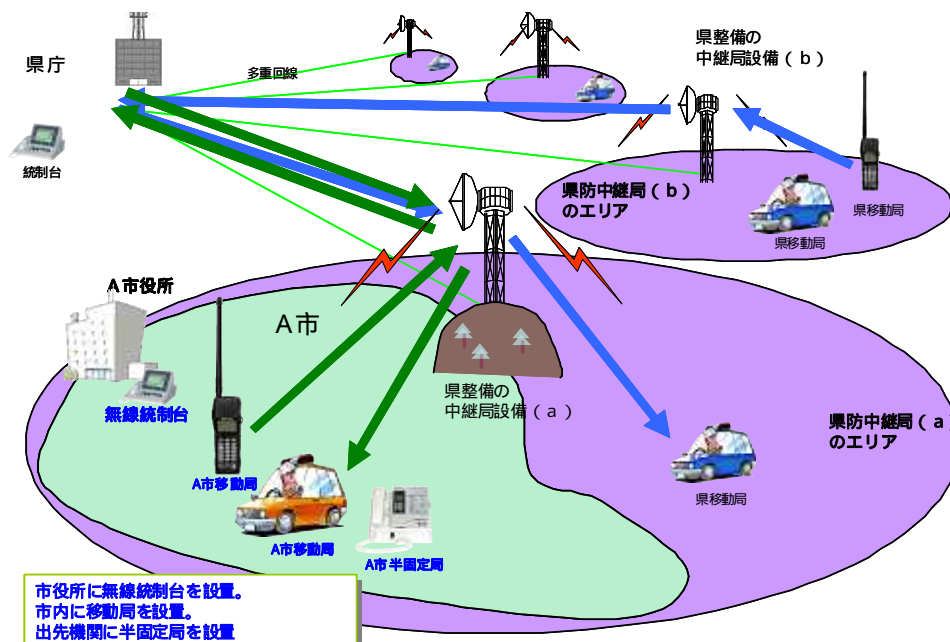 県庁
統制台
多重回線
県整備の
中継局設備（ｂ）
県防中継局（ｂ）
のエリア
県移動局
県移動局
Ａ市役所
無線統制台
Ａ市
県整備の
中継局設備（ａ）
県防中継局（ａ
のエリア
A市移動局
A市移動局
A市半固定局
県移動局
市役所に無線統制台を設置。
市内に移動局を設置。
出先機関に半固定局を設置